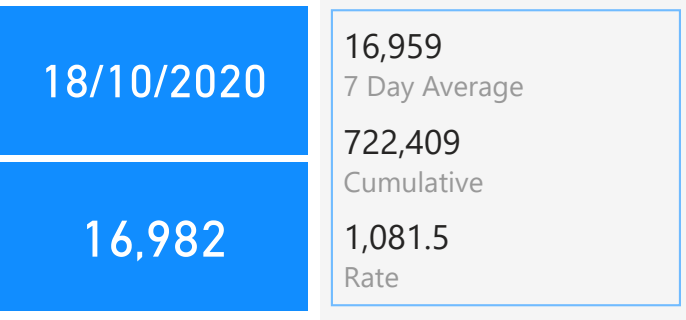 18/10/2020
16,982
16,959
7 Day Average
722,409
Cumulative
1,081.5
Rate